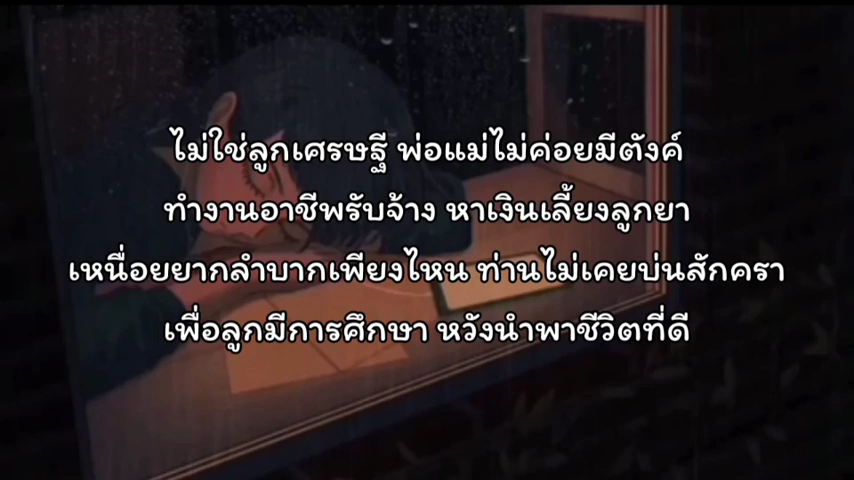 ไม่ใช่ลูกเศรษฐี พ่อแม่ไม่ค่อยมีตังค์
ทำงานอาชีพรับจ้าง หาเงินเลี้ยงลูกยา
เหนื่อยยากลำบากเพียงไหน ท่านไม่เคยบ่นสักครา
เพื่อลูกมีการศึกษา หวังนำพาชีวิตที่ดี